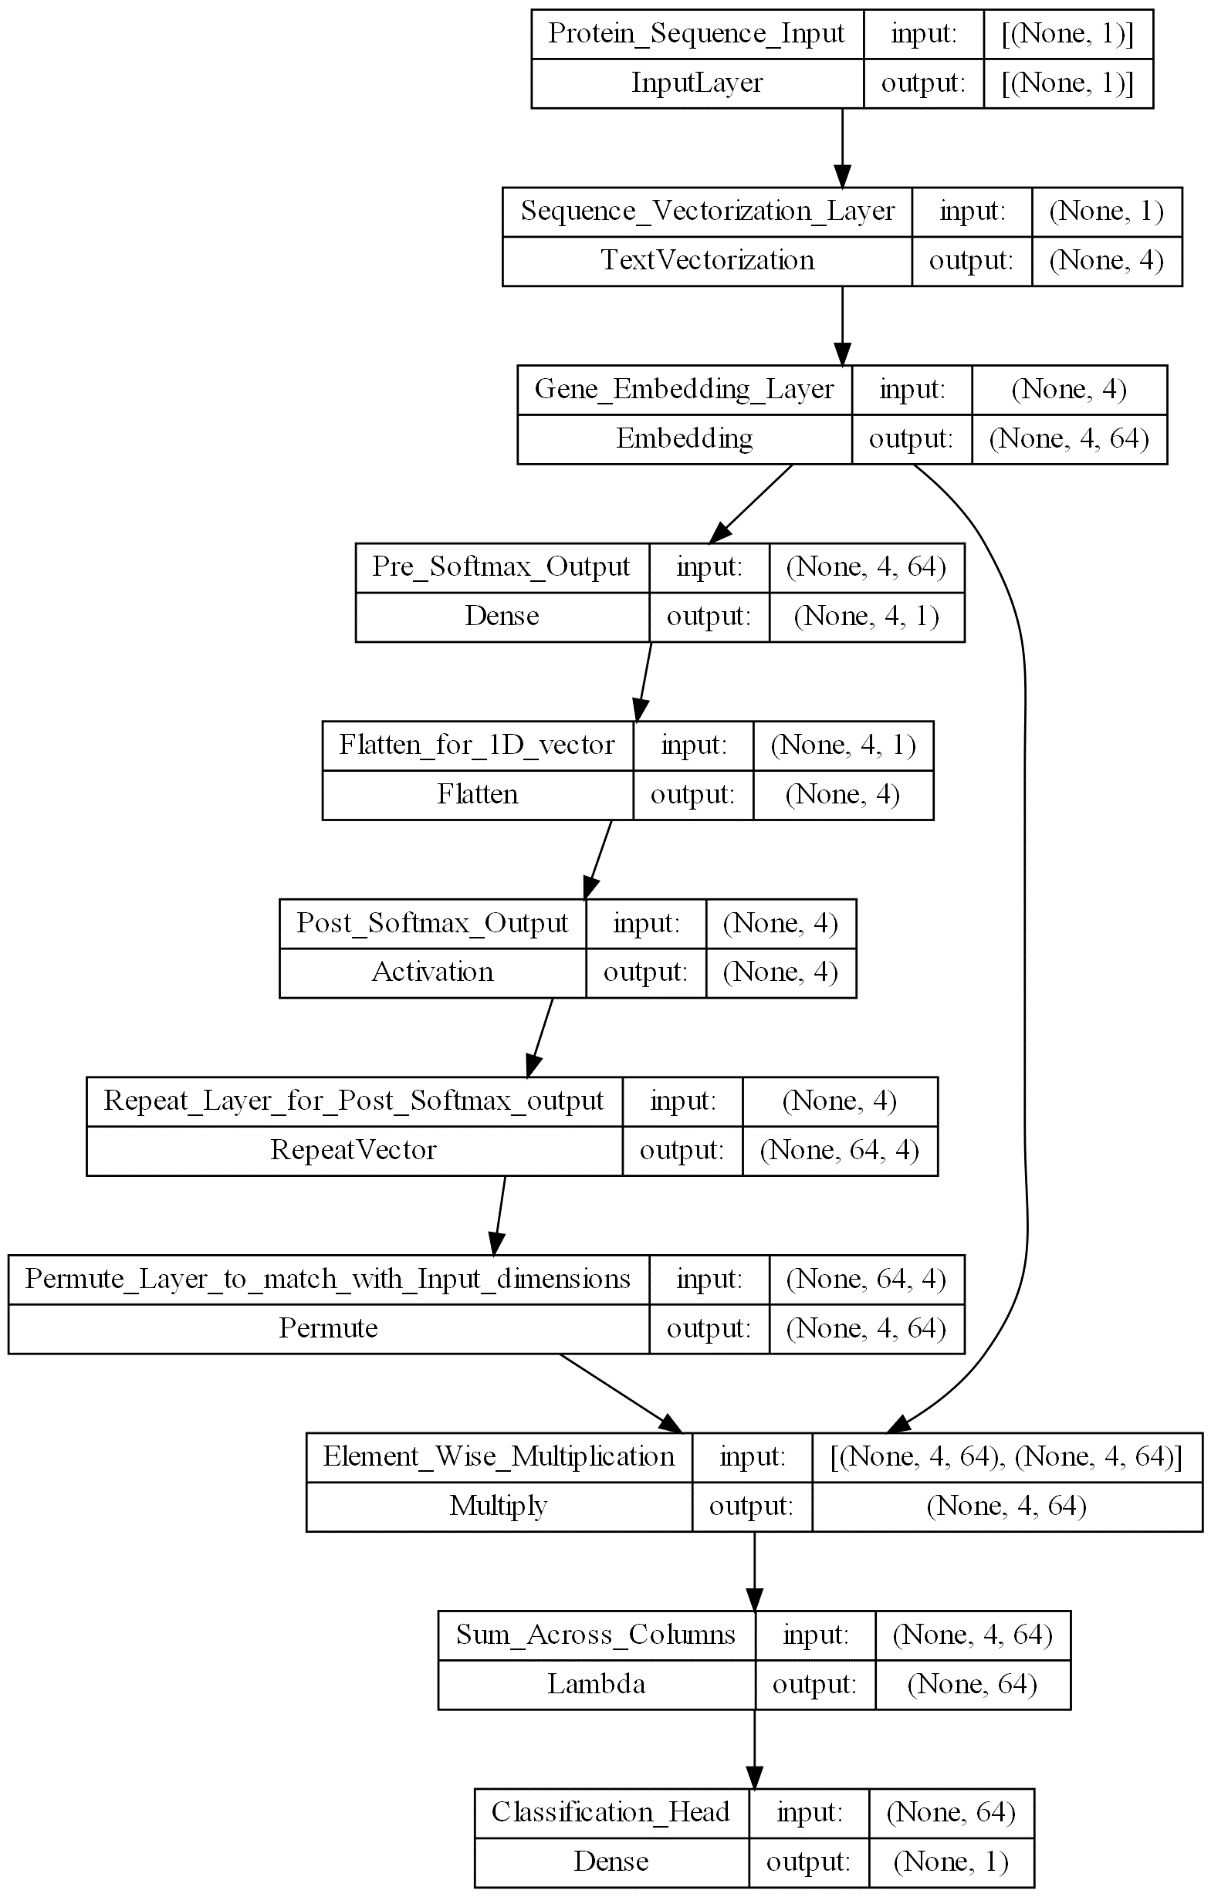 Protein_Sequence_Input input: [(None, 1)]
InputLayer output: [(None, 1)]
Sequence_Vectorization_Layer input: (None, 1)
TextVectorization output: (None, 4)
Gene_Embedding_Layer input: (None, 4)
Embedding output: (None, 4, 64)
Pre_Softmax_Output input: (None, 4, 64)
Dense output: (None, 4, 1)
Flatten_for_1D_vector input: (None, 4, 1)
Flatten output: (None, 4)
Post_Softmax_Output input: (None, 4)
Activation output: (None, 4)
Repeat_Layer_for_Post_Softmax_output input: (None, 4)
RepeatVector output: (None, 64, 4)
Permute_Layer_to_match_with_Input_dimensions input: (None, 64, 4)
Permute output: (None, 4, 64)
Element_Wise_Multiplication input: [(None, 4, 64), (None, 4, 64)]
Multiply output: (None, 4, 64)
Sum_Across_Columns input: (None, 4, 64)
Lambda output: (None, 64)
Classification_Head input: (None, 64)
Dense output: (None, 1)